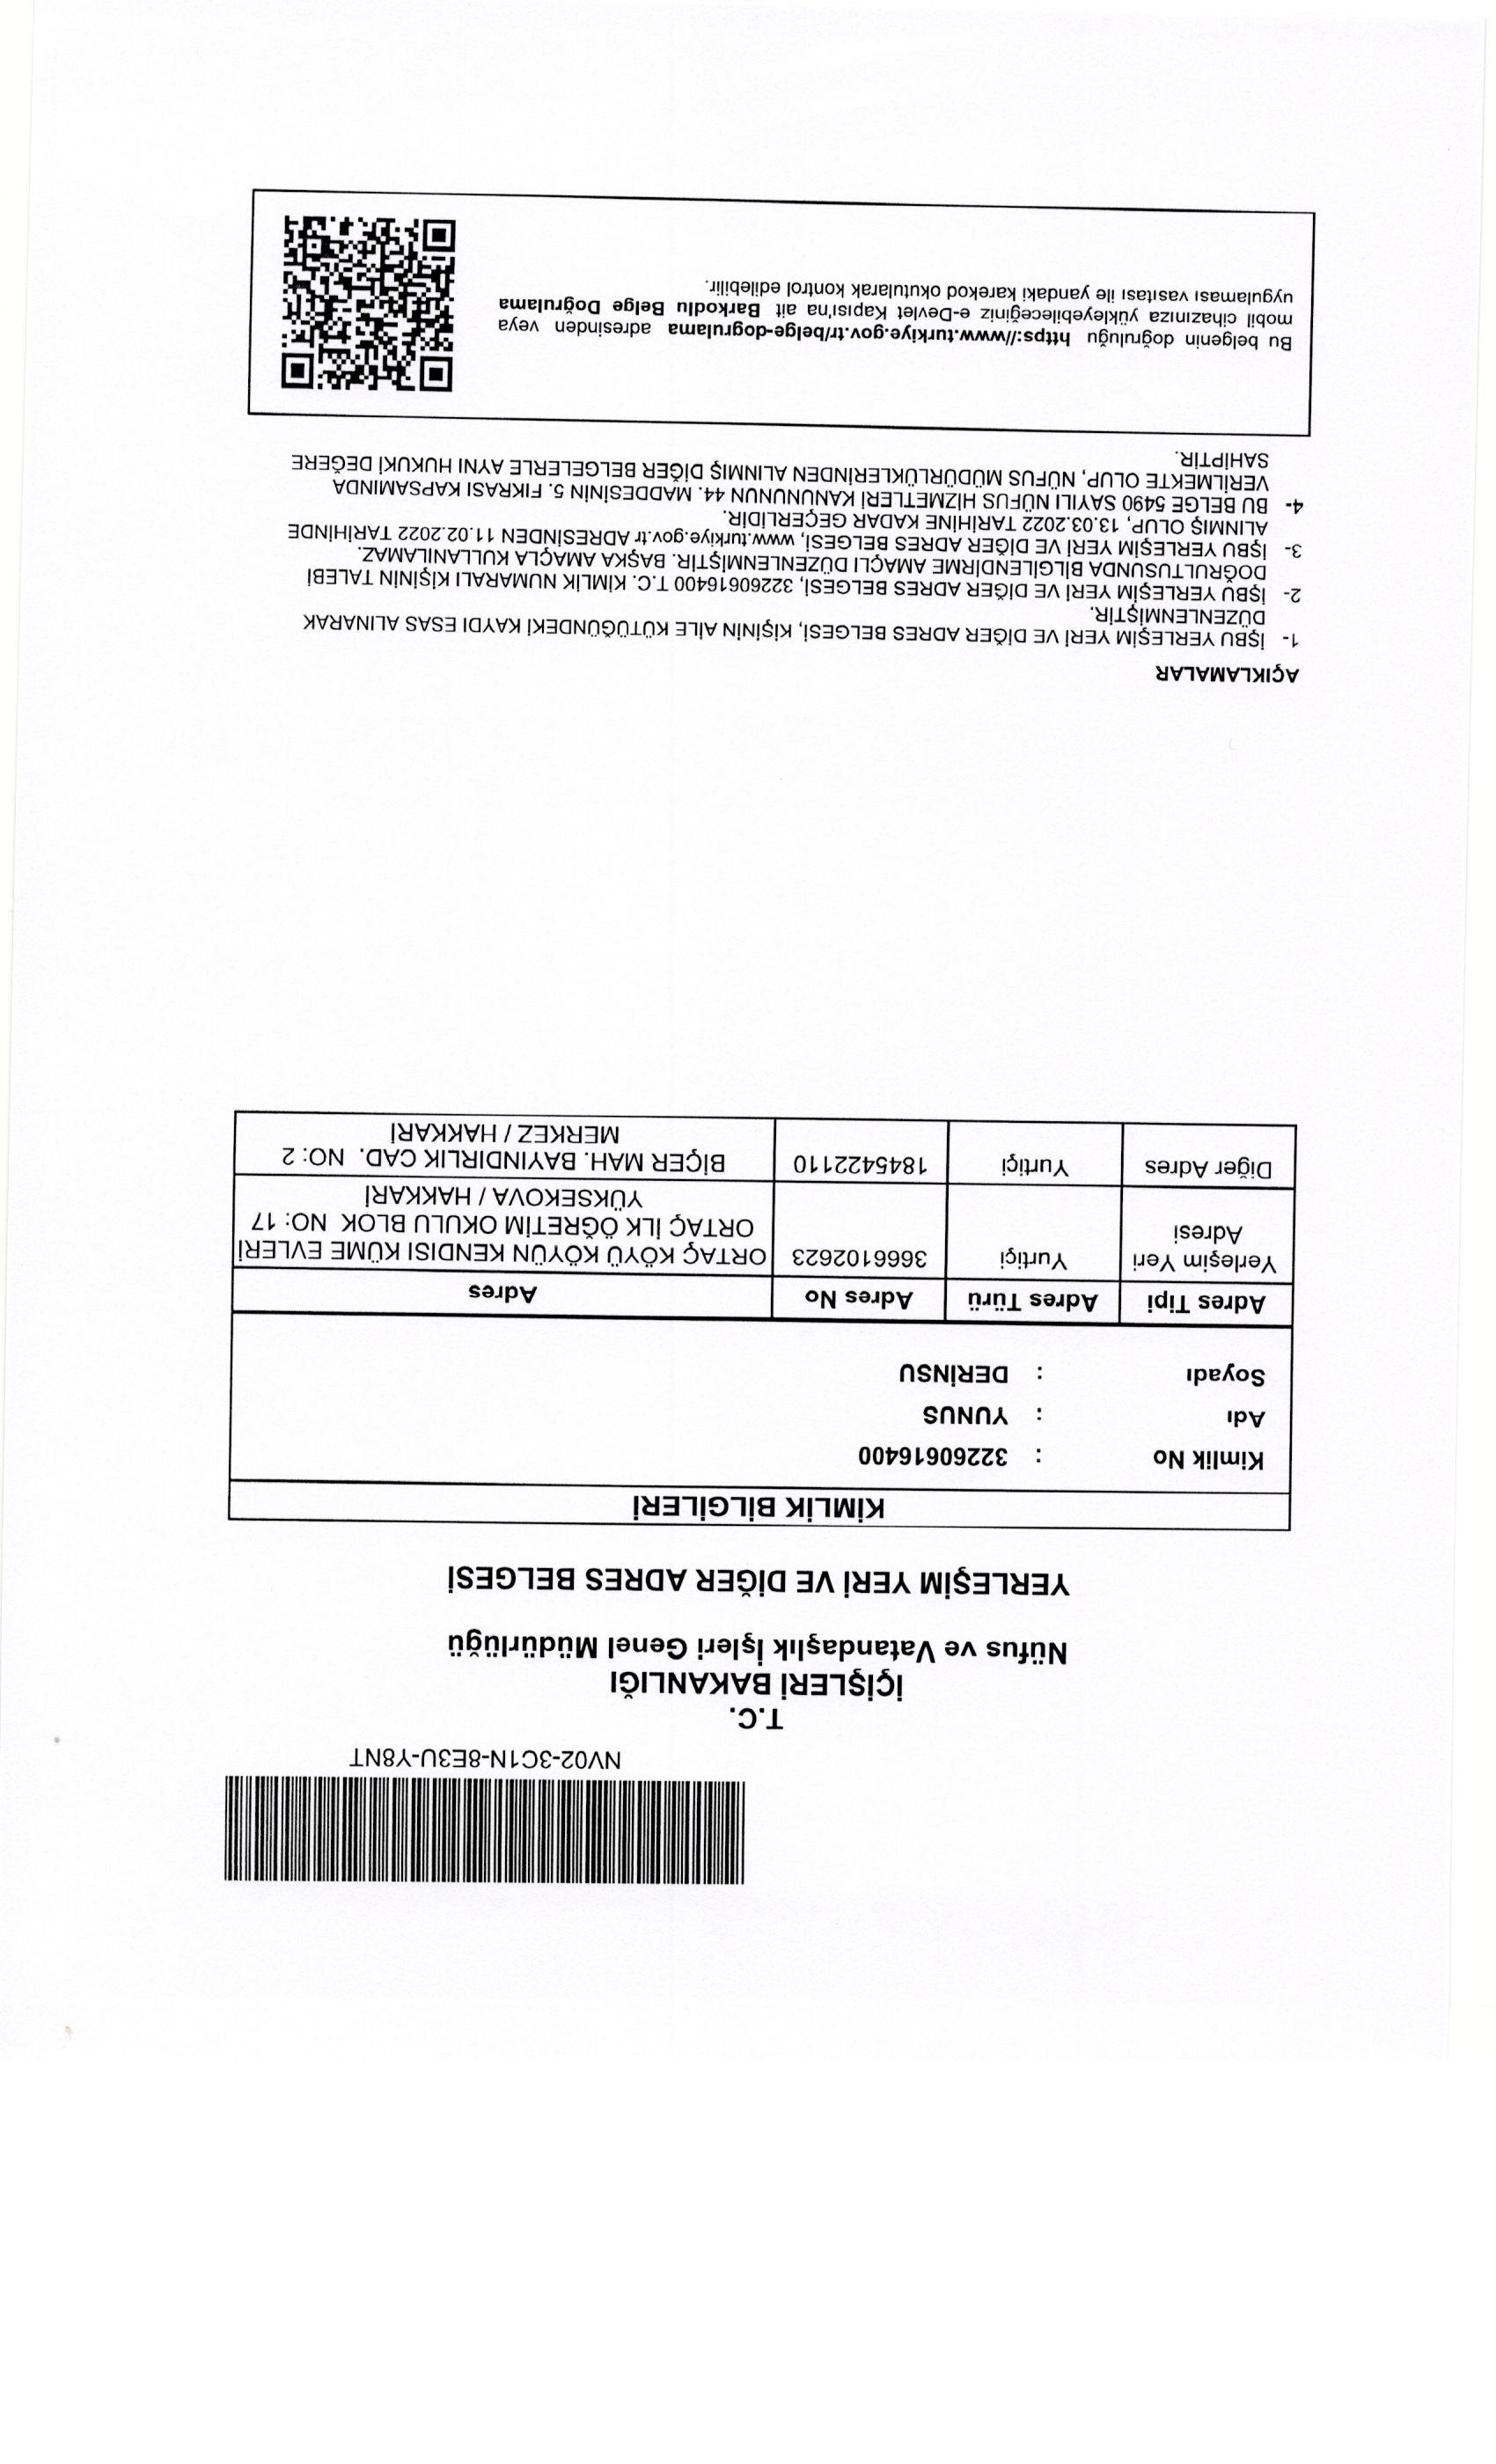 NV02-3C1N-8E3U-Y8NT
T.C.
İÇİŞLERİ BAKANLIĞI
Nüfus ve Vatandaşlık İşleri Genel Müdürlüğü
YERLEŞİM YERİ VE DİĞER ADRES BELGESİ
KİMLİK BİLGİLERİ
Kimlik No : 32260616400
Adı : YUNUS
Soyadı : DERİNSU
Adres Tipi Adres Türü Adres No Adres
Yerleşim Yeri Yurtiçi 3666102623 ORTAÇ KÖYÜ KÖYÜN KENDISI KÜME EVLERİ
Adresi ORTAÇ İLK ÖĞRETİM OKULU BLOK NO: 17
YÜKSEKOVA / HAKKARİ
Diğer Adres Yurtiçi 1845422110 BİÇER MAH. BAYINDIRLIK CAD. NO: 2
MERKEZ / HAKKARİ
AÇIKLAMALAR
1- İŞBU YERLEŞİM YERİ VE DİĞER ADRES BELGESİ, KİŞİNİN AİLE KÜTÜĞÜNDEKİ KAYDI ESAS ALINARAK
DÜZENLENMİŞTİR.
2- İŞBU YERLEŞİM YERİ VE DİĞER ADRES BELGESİ, 32260616400 T.C. KİMLİK NUMARALI KİŞİNİN TALEBİ
DOĞRULTUSUNDA BİLGİLENDİRME AMAÇLI DÜZENLENMİŞTİR. BAŞKA AMAÇLA KULLANILAMAZ.
3- İŞBU YERLEŞİM YERİ VE DİĞER ADRES BELGESİ, www.turkiye.gov.tr ADRESİNDEN 11.02.2022 TARİHİNDE
ALINMIŞ OLUP, 13.03.2022 TARİHİNE KADAR GEÇERLİDİR.
4- BU BELGE 5490 SAYILI NÜFUS HİZMETLERİ KANUNUNUN 44. MADDESİNİN 5. FIKRASI KAPSAMINDA
VERİLMEKTE OLUP, NÜFUS MÜDÜRLÜKLERİNDEN ALINMIŞ DİĞER BELGELERLE AYNI HUKUKİ DEĞERE
SAHİPTİR.
Bu belgenin doğruluğu https://www.turkiye.gov.tr/belge-dogrulama adresinden veya
mobil cihazınıza yükleyebileceğiniz e-Devlet Kapısı'na ait Barkodlu Belge Doğrulama
uygulaması vasıtası ile yandaki karekod okutularak kontrol edilebilir.